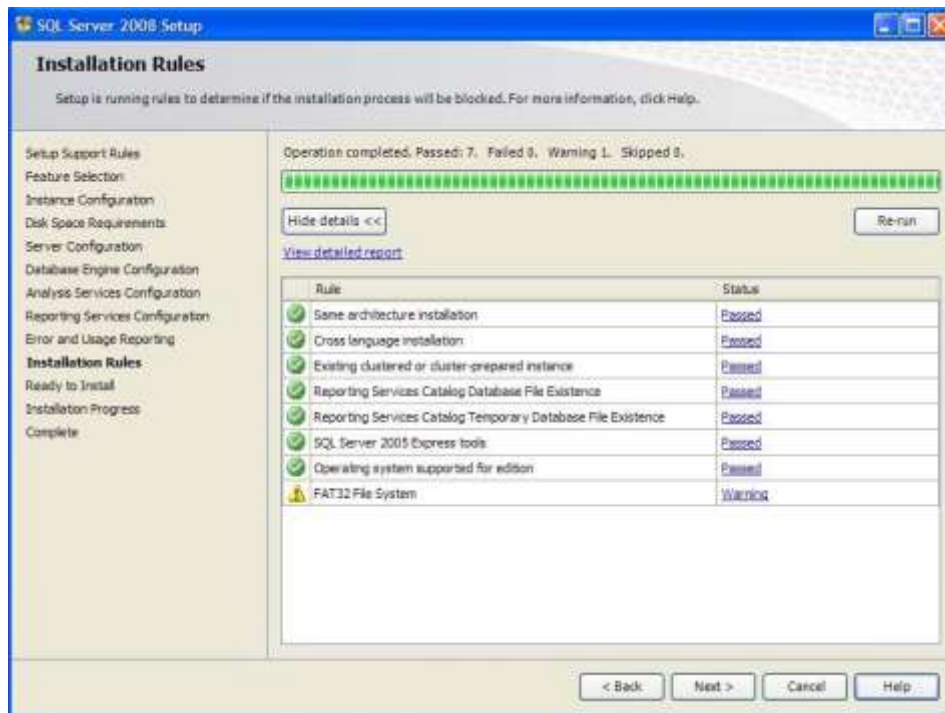 SQL Server 2008 Setup
Installation Rules
Setup is running rules to determine if the installation process will be blocked. For more information, click Help.
Setup Support Rules
Feature Selection
Instance Configuration
Disk Space Requirements
Server Configuration
Database Engine Configuration
Analysis Services Configuration
Reporting Services Configuration
Error and Usage Reporting
Installation Rules
Ready to Install
Installation Progress
Complete
Operation completed. Passed: 7. Failed 0. Warning 1. Skipped 0.
Hide details <<
Re-run
View detailed report
Rule Status
Same architecture installation Passed
Cross language installation Passed
Existing clustered or cluster-prepared instance Passed
Reporting Services Catalog Database File Existence Passed
Reporting Services Catalog Temporary Database File Existence Passed
SQL Server 2005 Express tools Passed
Operating system supported for edition Passed
FAT32 File System Warning
< Back Next > Cancel Help